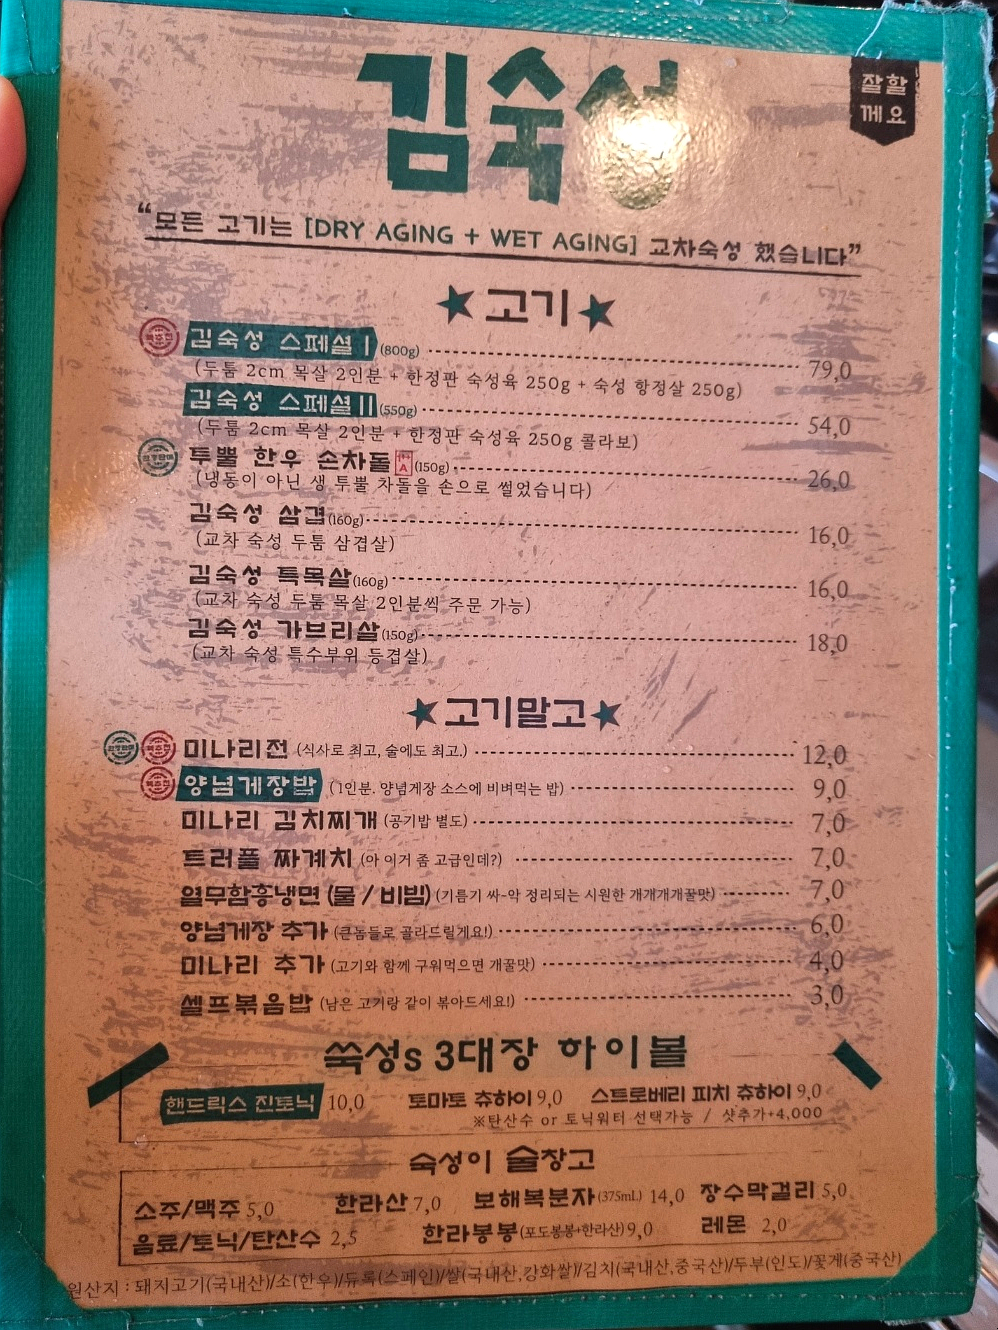 김숙성
잘할
께요
“모든 고기는 [DRY AGING + WET AGING] 교차숙성 했습니다”
고기
김숙성 스페셜 I (800g) 79,0
(두툼 2cm 목살 2인분 + 한정판 숙성육 250g + 숙성 항정살 250g)
김숙성 스페셜 II (550g) 54,0
(두툼 2cm 목살 2인분 + 한정판 숙성육 250g 콜라보)
투뿔 한우 손차돌 (150g) 26,0
(냉동이 아닌 생 투뿔 차돌을 손으로 썰었습니다)
김숙성 삼겹(160g) 16,0
(교차 숙성 두툼 삼겹살)
김숙성 특목살(160g) 16,0
(교차 숙성 두툼 목살 2인분씩 주문 가능)
김숙성 가브리살(150g) 18,0
(교차 숙성 특수부위 등겹살)
고기말고
미나리전 (식사로 최고, 술에도 최고.) 12,0
양념게장밥 (1인분. 양념게장 소스에 비벼먹는 밥) 9,0
미나리 김치찌개 (공기밥 별도) 7,0
트러플 짜계치 (아 이거 좀 고급인데?) 7,0
열무함흥냉면 (물 / 비빔) (기름기 싸-악 정리되는 시원한 개개개개꿀맛) 7,0
양념게장 추가 (큰놈들로 골라드릴게요!) 6,0
미나리 추가 (고기와 함께 구워먹으면 개꿀맛) 4,0
셀프볶음밥 (남은 고기랑 같이 볶아드세요!) 3,0
쑥성s 3대장 하이볼
핸드릭스 진토닉 10,0 토마토 츄하이 9,0 스트로베리 피치 츄하이 9,0
※탄산수 or 토닉워터 선택가능 / 샷추가+4,000
숙성이 술창고
소주/맥주 5,0 한라산 7,0 보해복분자(375mL) 14,0 장수막걸리 5,0
음료/토닉/탄산수 2,5 한라봉봉(포도봉봉+한라산) 9,0 레몬 2,0
원산지 : 돼지고기(국내산)/소(한우)/듀록(스페인)/쌀(국내산,강화쌀)/김치(국내산,중국산)/두부(인도)/꽃게(중국산)